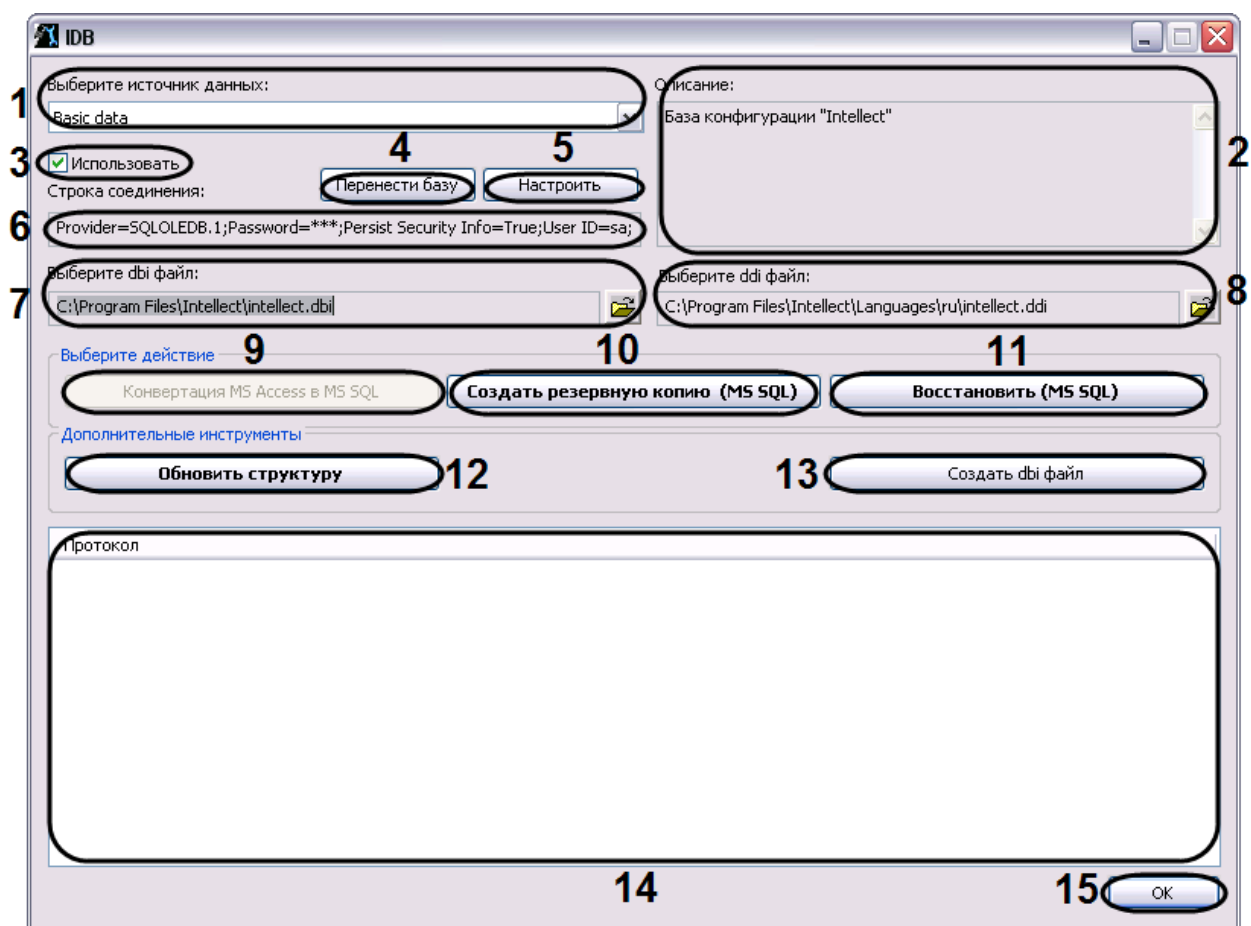 IDB
Выберите источник данных:
Описание:
1
Basic data
База конфигурации "Intellect"
3
Использовать
4
5
2
Строка соединения:
Перенести базу
Настроить
6
Provider=SQLOLEDB.1;Password=***;Persist Security Info=True;User ID=sa;
Выберите dbi файл:
Выберите ddi файл:
7
C:\Program Files\Intellect\intellect.dbi
C:\Program Files\Intellect\Languages\ru\intellect.ddi
8
Выберите действие
9
10
11
Конвертация MS Access в MS SQL
Создать резервную копию (MS SQL)
Восстановить (MS SQL)
Дополнительные инструменты
Обновить структуру
12
13
Создать dbi файл
Протокол
14
15
OK